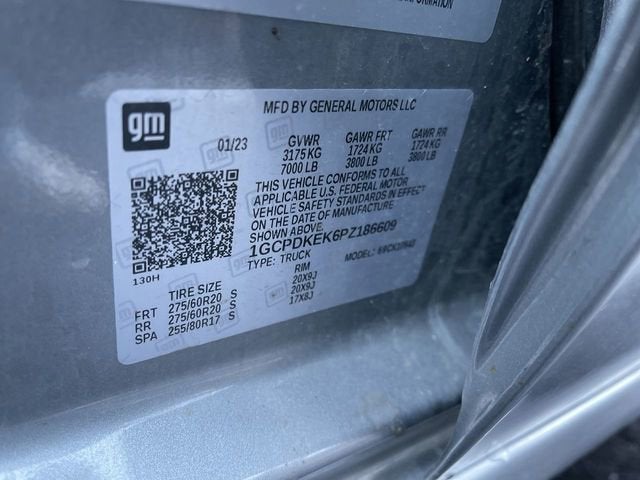 INFORMATION
gm
MFD BY GENERAL MOTORS LLC
01/23
GVWR GAWR FRT GAWR RR
3175 KG 1724 KG 1724 KG
7000 LB 3800 LB 3800 LB
THIS VEHICLE CONFORMS TO ALL
APPLICABLE U.S. FEDERAL MOTOR
VEHICLE SAFETY STANDARDS IN EFFECT
ON THE DATE OF MANUFACTURE
SHOWN ABOVE.
1GCPDKEK6PZ186609
TYPE: TRUCK MODEL:
130H
TIRE SIZE RIM
FRT 275/60R20 S 20X9J
RR 275/60R20 S 20X9J
SPA 255/80R17 S 17X8J